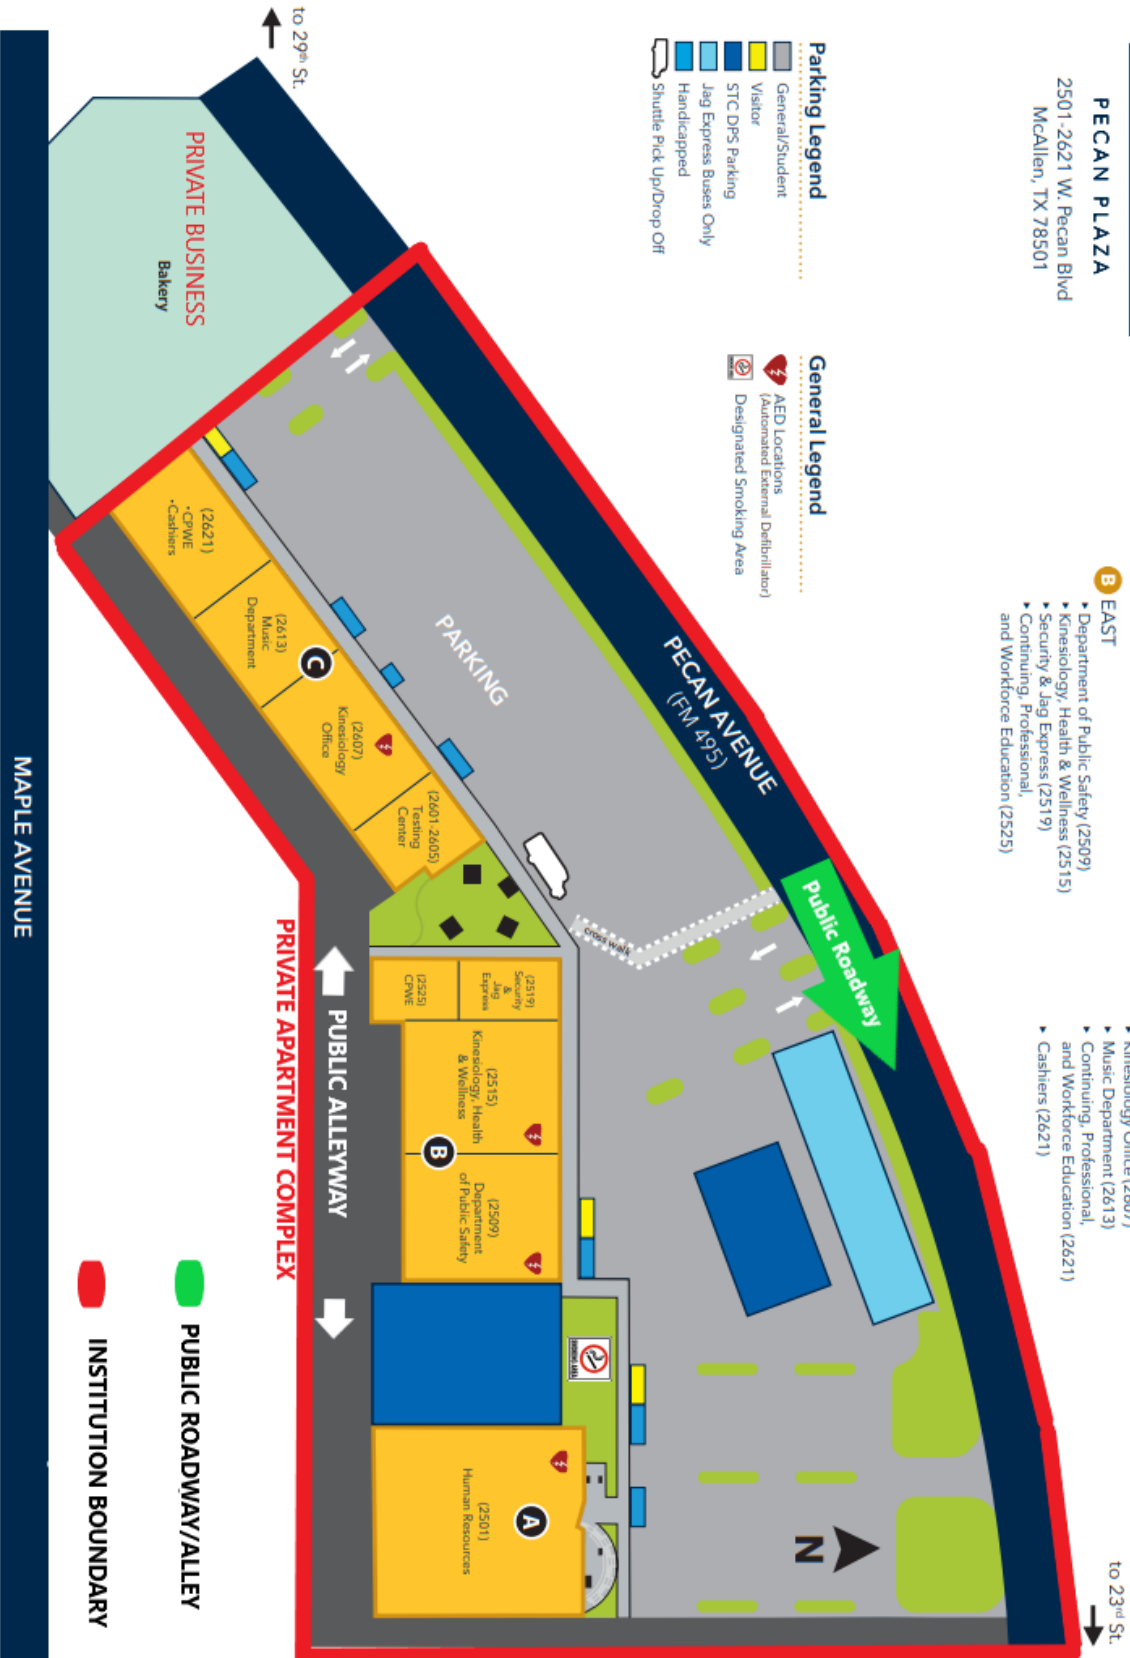 PECAN PLAZA
2501-2621 W. Pecan Blvd
McAllen, TX 78501
B EAST
▸ Department of Public Safety (2509)
▸ Kinesiology, Health & Wellness (2515)
▸ Security & Jag Express (2519)
▸ Continuing, Professional,
and Workforce Education (2525)
▸ Kinesiology Office (2607)
▸ Music Department (2613)
▸ Continuing, Professional,
and Workforce Education (2621)
▸ Cashiers (2621)
Parking Legend
General/Student
Visitor
STC DPS Parking
Jag Express Buses Only
Handicapped
Shuttle Pick Up/Drop Off
General Legend
AED Locations
(Automated External Defibrillator)
Designated Smoking Area
to 29th St.
to 23rd St.
PECAN AVENUE
(FM 495)
Public Roadway
N
PARKING
cross walk
PRIVATE BUSINESS
Bakery
(2621)
•CPWE
•Cashiers
(2613)
Music
Department
C
(2607)
Kinesiology
Office
(2601-2605)
Testing
Center
(2519)
Security
&
Jag
Express
(2525)
CPWE
(2515)
Kinesiology, Health
& Wellness
B
(2509)
Department
of Public Safety
A
(2501)
Human Resources
PUBLIC ALLEYWAY
PRIVATE APARTMENT COMPLEX
PUBLIC ROADWAY/ALLEY
INSTITUTION BOUNDARY
MAPLE AVENUE